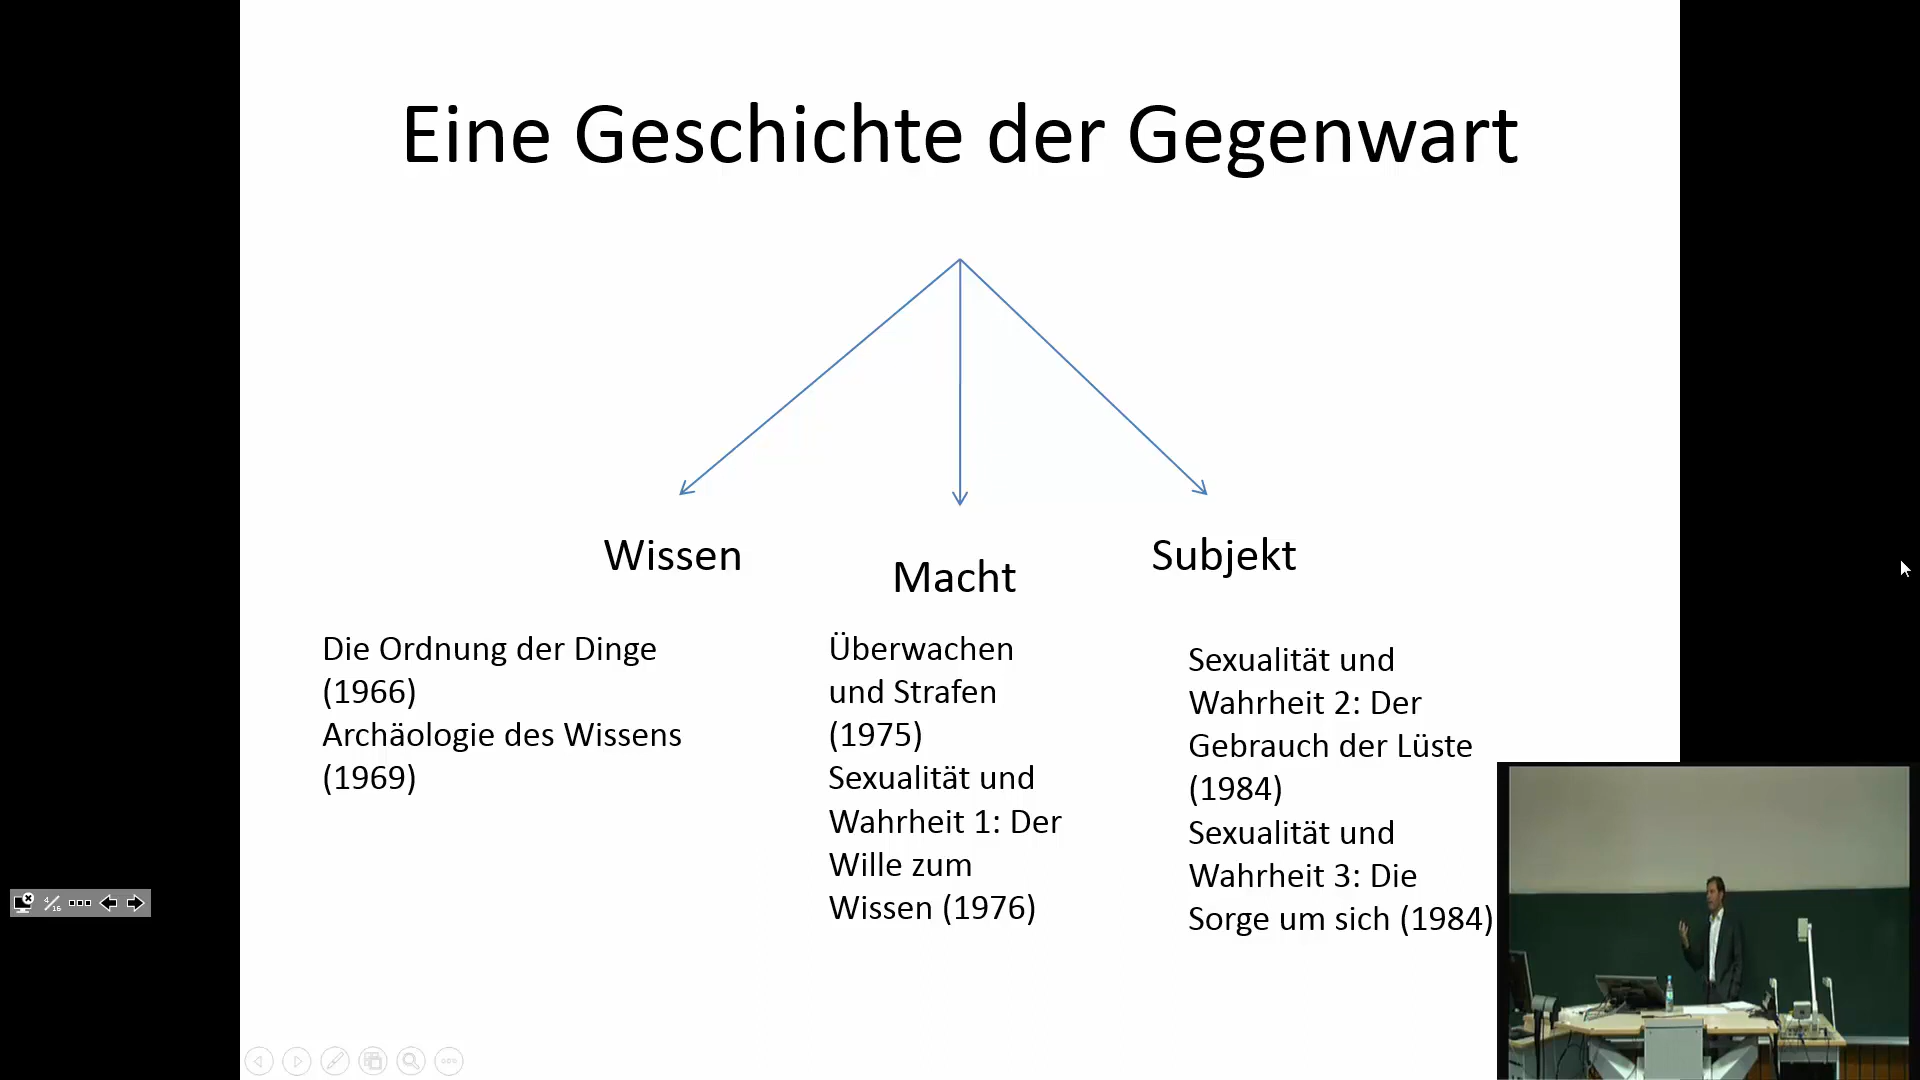 Eine Geschichte der Gegenwart
Wissen
Macht
Subjekt
Die Ordnung der Dinge
(1966)
Archäologie des Wissens
(1969)
Überwachen
und Strafen
(1975)
Sexualität und
Wahrheit 1: Der
Wille zum
Wissen (1976)
Sexualität und
Wahrheit 2: Der
Gebrauch der Lüste
(1984)
Sexualität und
Wahrheit 3: Die
Sorge um sich (1984)
4/16